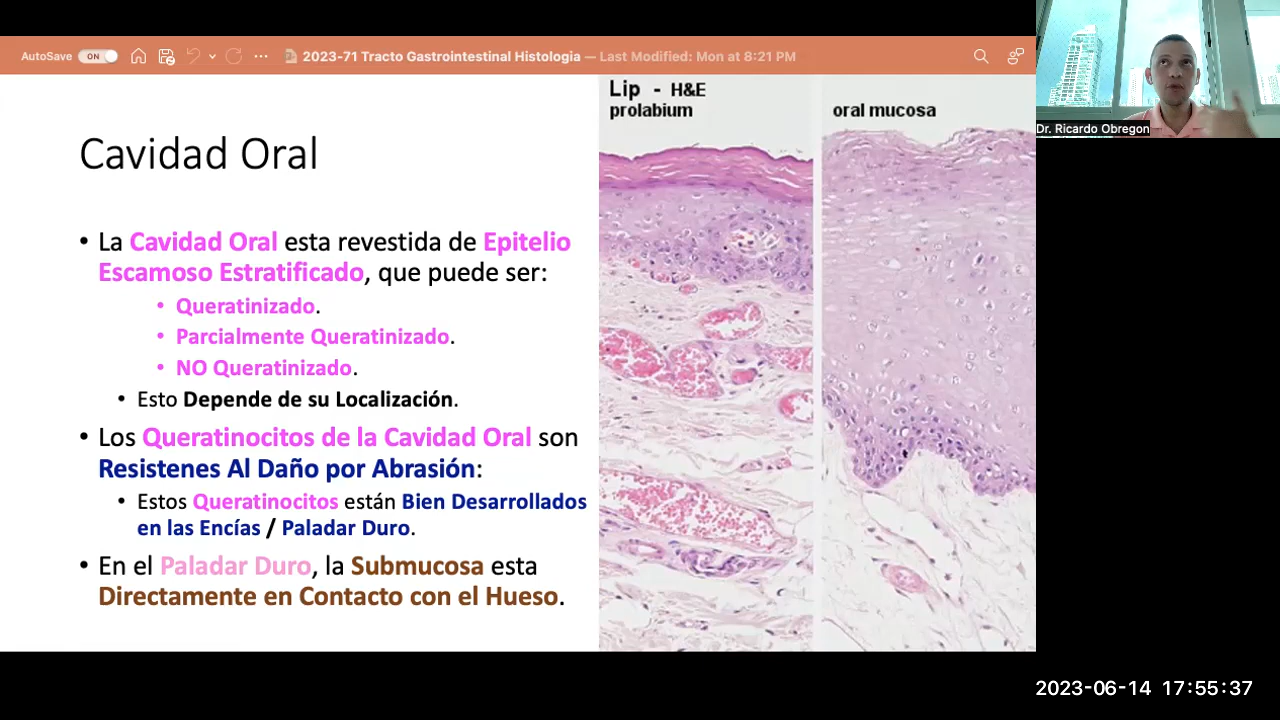 AutoSave ON 2023-71 Tracto Gastrointestinal Histologia — Last Modified: Mon at 8:21 PM
Dr. Ricardo Obregon
Cavidad Oral
• La Cavidad Oral esta revestida de Epitelio
Escamoso Estratificado, que puede ser:
• Queratinizado.
• Parcialmente Queratinizado.
• NO Queratinizado.
• Esto Depende de su Localización.
• Los Queratinocitos de la Cavidad Oral son
Resistenes Al Daño por Abrasión:
• Estos Queratinocitos están Bien Desarrollados
en las Encías / Paladar Duro.
• En el Paladar Duro, la Submucosa esta
Directamente en Contacto con el Hueso.
Lip - H&E
prolabium
oral mucosa
2023-06-14 17:55:37